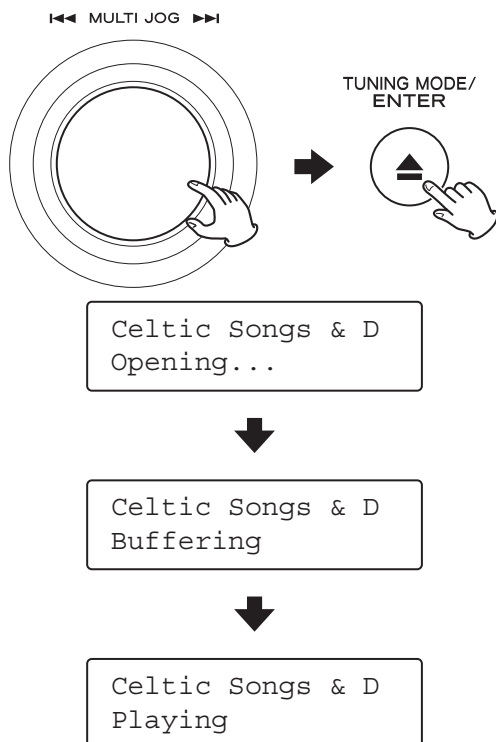 MULTI JOG
TUNING MODE/
ENTER
Celtic Songs & D
Opening...
Celtic Songs & D
Buffering
Celtic Songs & D
Playing